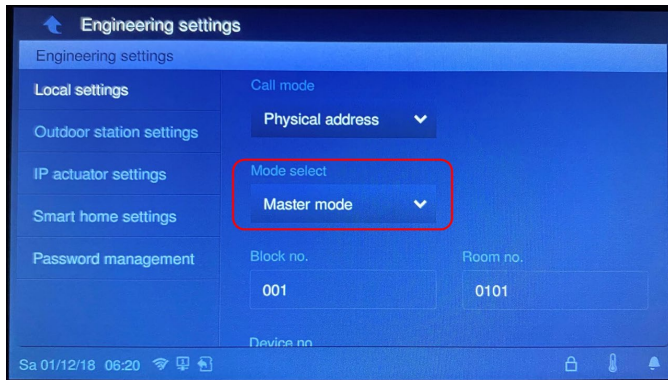 Engineering settings
Engineering settings
Local settings
Outdoor station settings
IP actuator settings
Smart home settings
Password management
Call mode
Physical address
Mode select
Master mode
Block no.
Room no.
001
0101
Device no
Sa 01/12/18 06:20